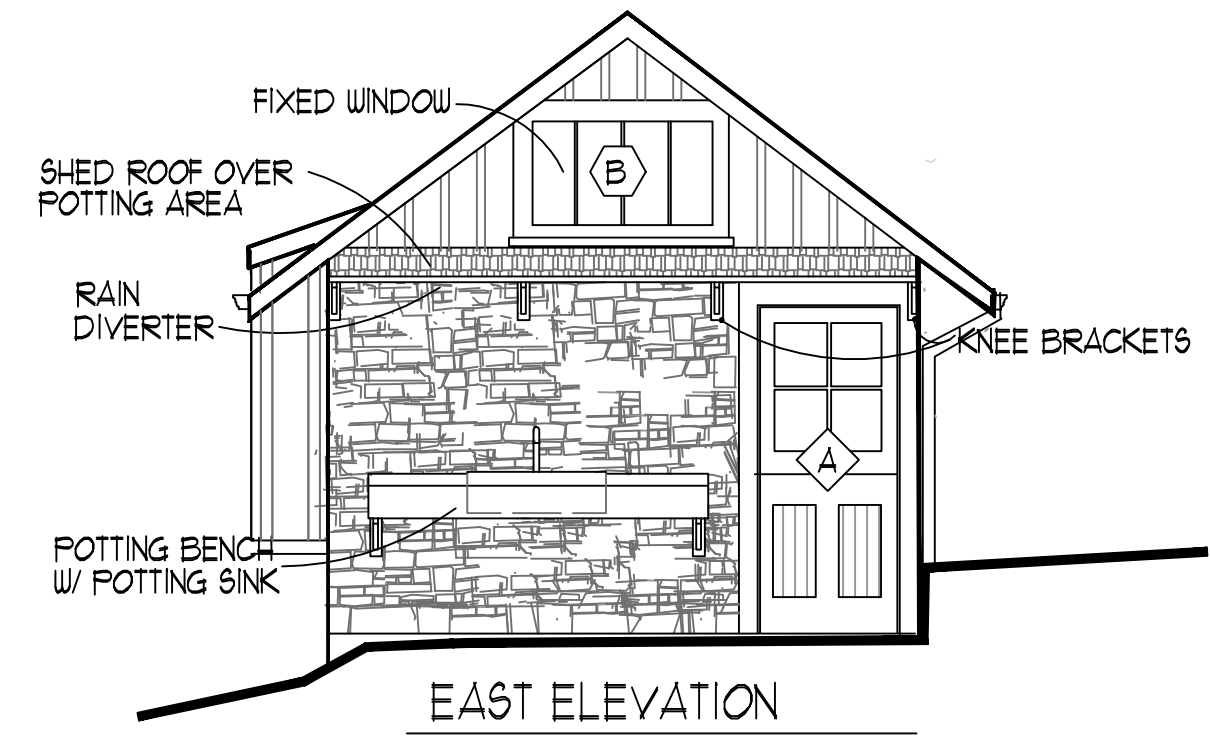 FIXED WINDOW
B
SHED ROOF OVER
POTTING AREA
RAIN
DIVERTER
KNEE BRACKETS
A
POTTING BENCH
W/ POTTING SINK
EAST ELEVATION